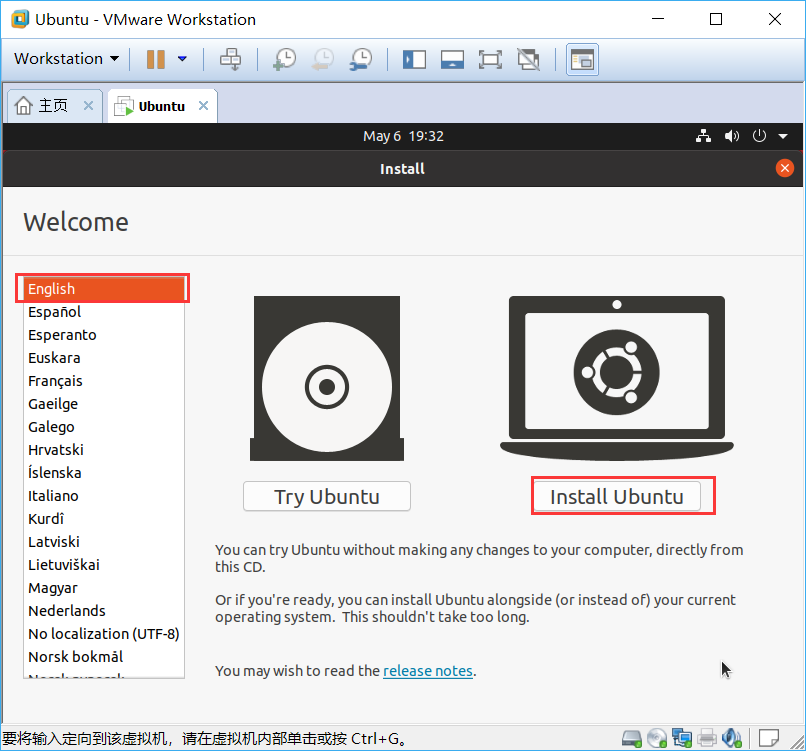 Ubuntu - VMware Workstation
Workstation
主页
Ubuntu
May 6 19:32
Install
Welcome
English
Español
Esperanto
Euskara
Français
Gaeilge
Galego
Hrvatski
Íslenska
Italiano
Kurdî
Latviski
Lietuviškai
Magyar
Nederlands
No localization (UTF-8)
Norsk bokmål
Try Ubuntu
Install Ubuntu
You can try Ubuntu without making any changes to your computer, directly from
this CD.
Or if you're ready, you can install Ubuntu alongside (or instead of) your current
operating system. This shouldn't take too long.
You may wish to read the release notes.
要将输入定向到该虚拟机，请在虚拟机内部单击或按 Ctrl+G。